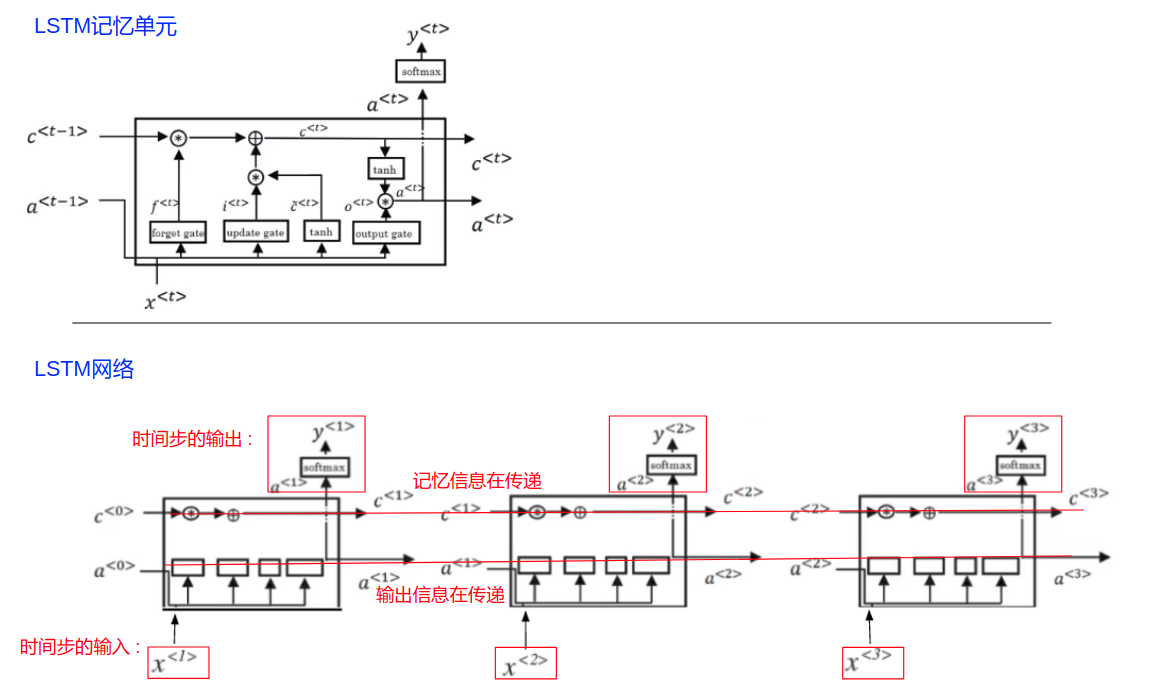 LSTM记忆单元
y<t>
softmax
a<t>
c<t-1>
c<t>
c<t>
tanh
a<t-1>
f<t>
i<t>
c̃<t>
o<t>
a<t>
a<t>
forget gate
update gate
tanh
output gate
x<t>
LSTM网络
时间步的输出：
y<1>
y<2>
y<3>
softmax
softmax
softmax
a<1>
a<2>
a<3>
记忆信息在传递
c<0>
c<1>
c<1>
c<2>
c<2>
c<3>
a<0>
a<1>
a<1>
a<2>
a<2>
a<3>
输出信息在传递
时间步的输入：
x<1>
x<2>
x<3>